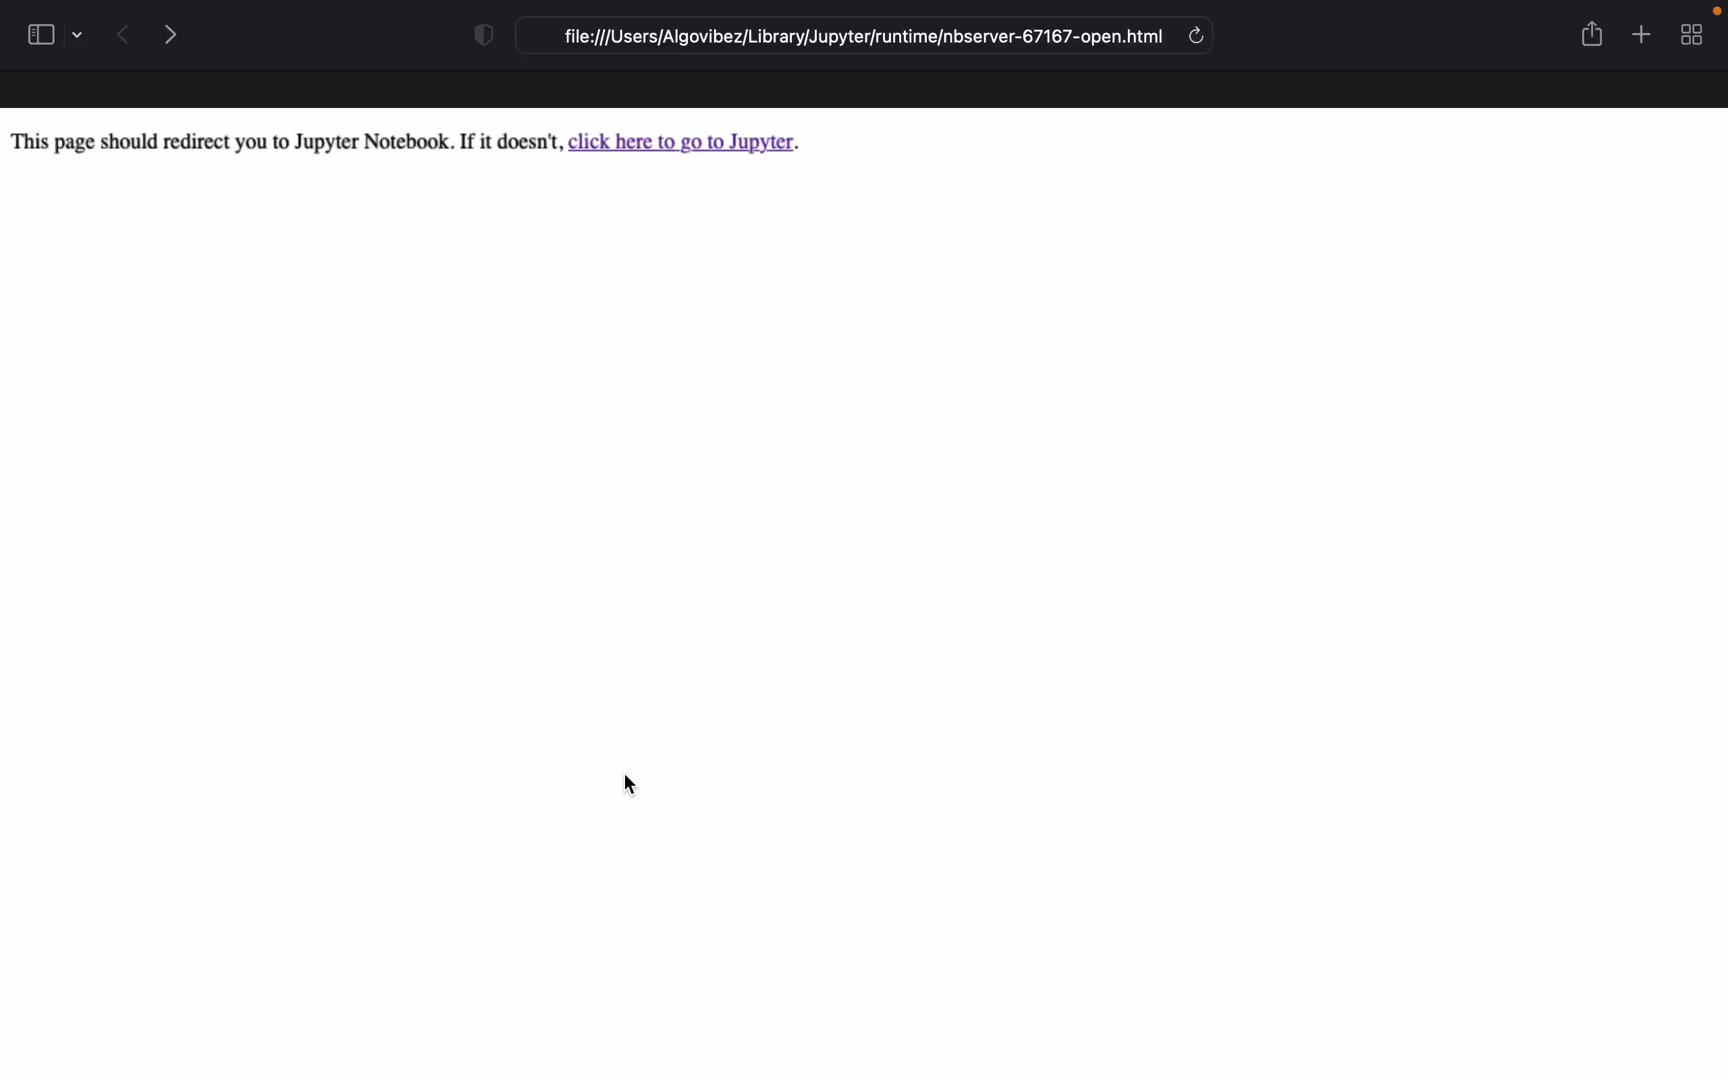 file:///Users/Algovibez/Library/Jupyter/runtime/nbserver-67167-open.html
This page should redirect you to Jupyter Notebook. If it doesn't, click here to go to Jupyter.